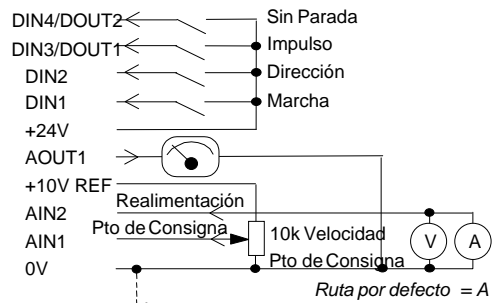 DIN4/DOUT2 Sin Parada
DIN3/DOUT1 Impulso
DIN2 Dirección
DIN1 Marcha
+24V
AOUT1
+10V REF
AIN2 Realimentación
AIN1 Pto de Consigna 10k Velocidad V A
0V Pto de Consigna
Ruta por defecto = A